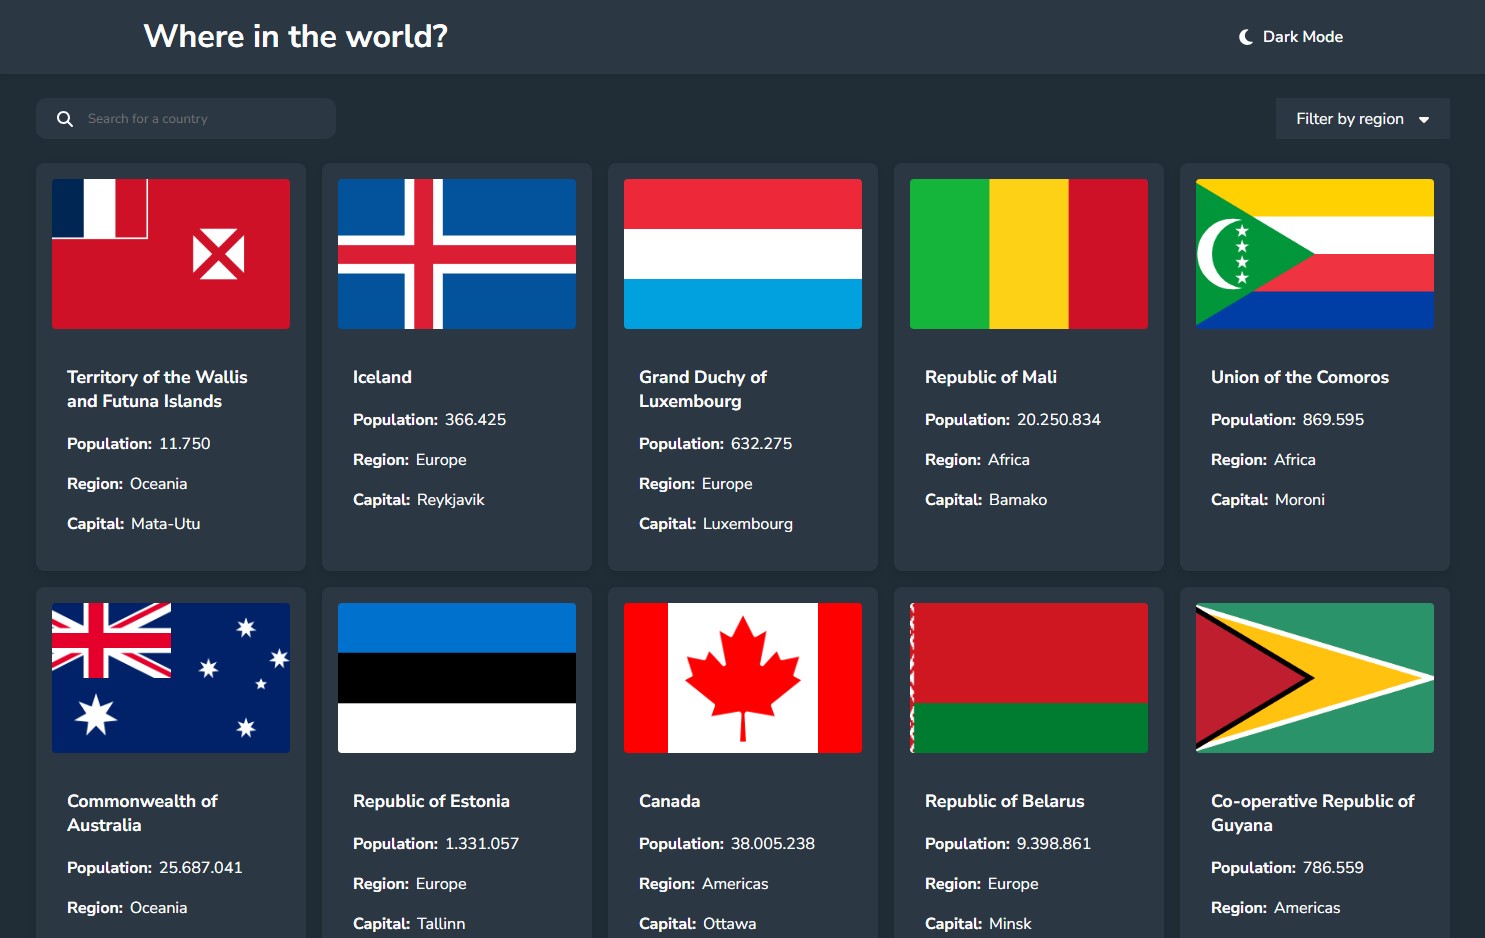 Where in the world?
Dark Mode
Search for a country
Filter by region
Territory of the Wallis
and Futuna Islands
Population: 11.750
Region: Oceania
Capital: Mata-Utu
Iceland
Population: 366.425
Region: Europe
Capital: Reykjavik
Grand Duchy of
Luxembourg
Population: 632.275
Region: Europe
Capital: Luxembourg
Republic of Mali
Population: 20.250.834
Region: Africa
Capital: Bamako
Union of the Comoros
Population: 869.595
Region: Africa
Capital: Moroni
Commonwealth of
Australia
Population: 25.687.041
Region: Oceania
Republic of Estonia
Population: 1.331.057
Region: Europe
Capital: Tallinn
Canada
Population: 38.005.238
Region: Americas
Capital: Ottawa
Republic of Belarus
Population: 9.398.861
Region: Europe
Capital: Minsk
Co-operative Republic of
Guyana
Population: 786.559
Region: Americas